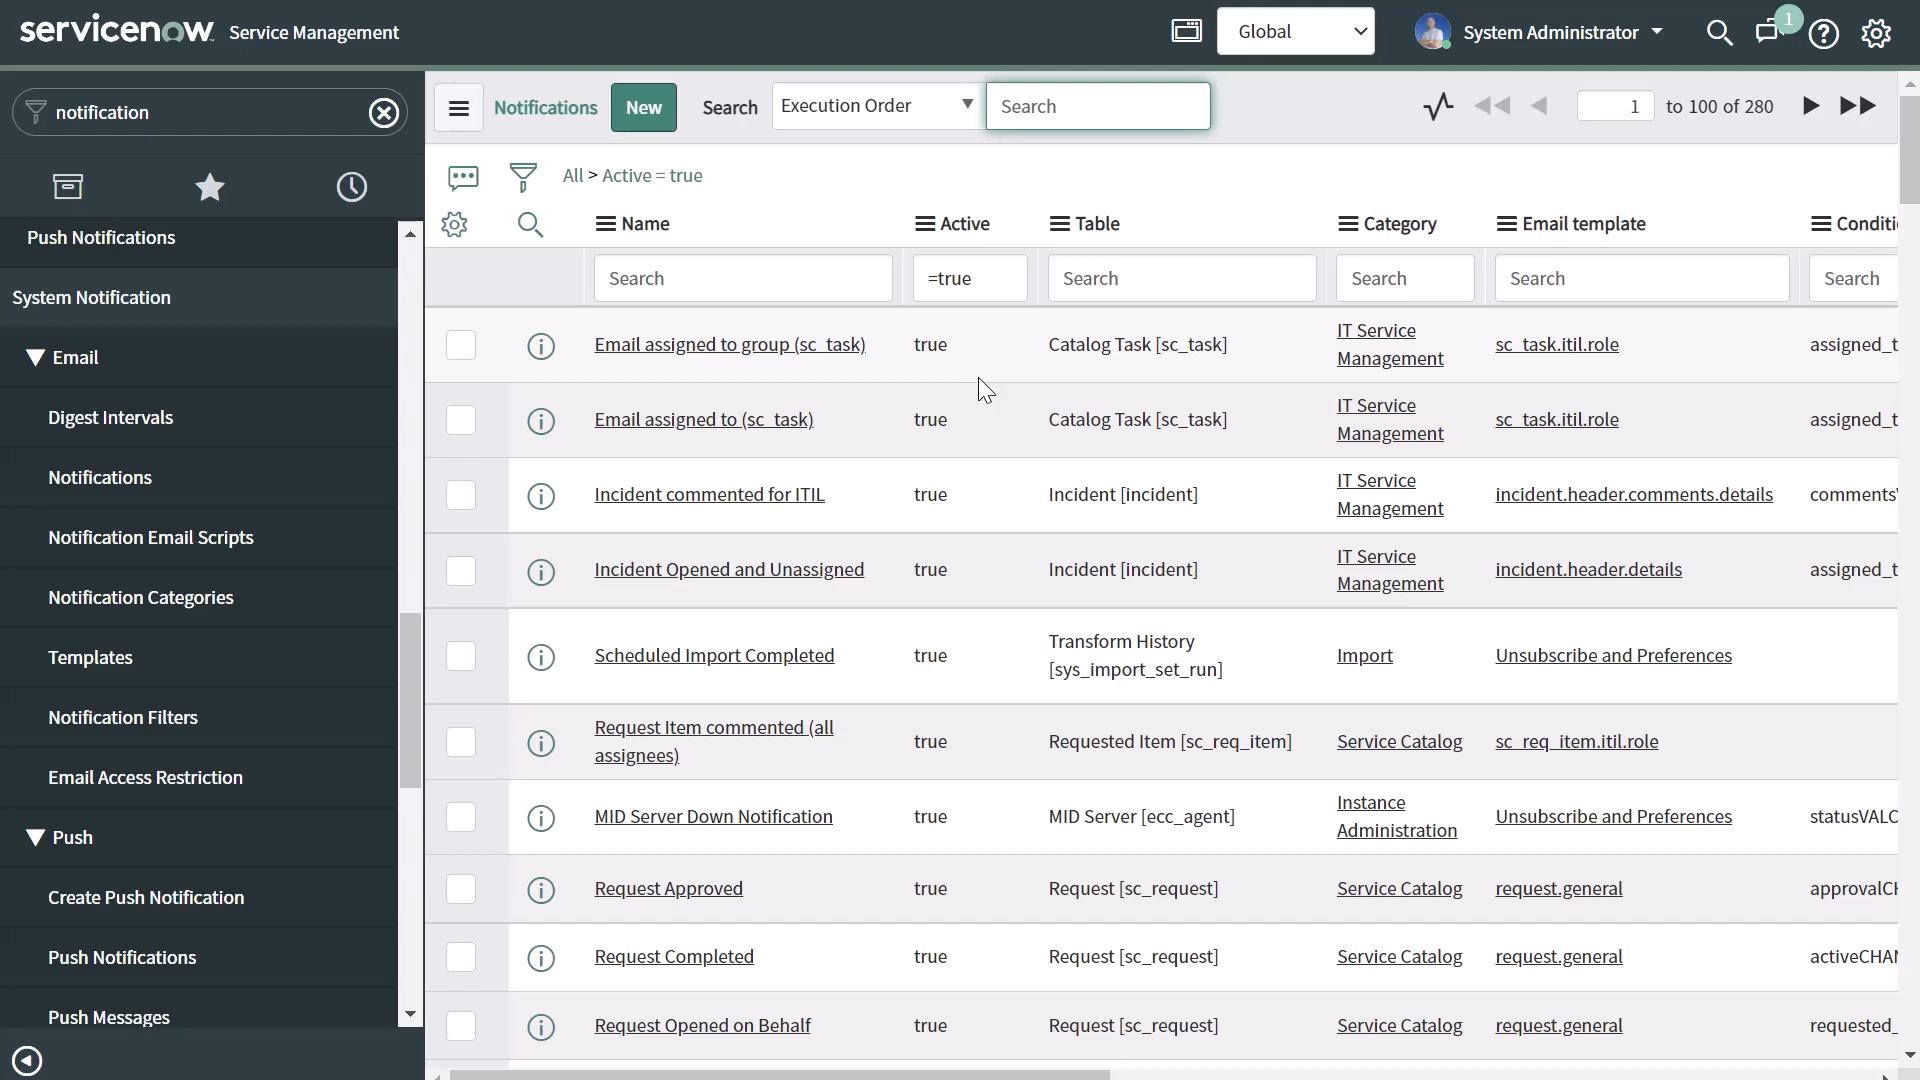 servicenow Service Management
Global
System Administrator
1
notification
Notifications
New
Search
Execution Order
Search
1 to 100 of 280
Push Notifications
System Notification
Email
Digest Intervals
Notifications
Notification Email Scripts
Notification Categories
Templates
Notification Filters
Email Access Restriction
Push
Create Push Notification
Push Notifications
Push Messages
All > Active = true
Name Active Table Category Email template Conditi
Search =true Search Search Search Search
Email assigned to group (sc_task) true Catalog Task [sc_task] IT Service Management sc_task.itil.role assigned_t
Email assigned to (sc_task) true Catalog Task [sc_task] IT Service Management sc_task.itil.role assigned_t
Incident commented for ITIL true Incident [incident] IT Service Management incident.header.comments.details comments
Incident Opened and Unassigned true Incident [incident] IT Service Management incident.header.details assigned_t
Scheduled Import Completed true Transform History [sys_import_set_run] Import Unsubscribe and Preferences
Request Item commented (all assignees) true Requested Item [sc_req_item] Service Catalog sc_req_item.itil.role
MID Server Down Notification true MID Server [ecc_agent] Instance Administration Unsubscribe and Preferences statusVALC
Request Approved true Request [sc_request] Service Catalog request.general approvalCH
Request Completed true Request [sc_request] Service Catalog request.general activeCHAN
Request Opened on Behalf true Request [sc_request] Service Catalog request.general requested_